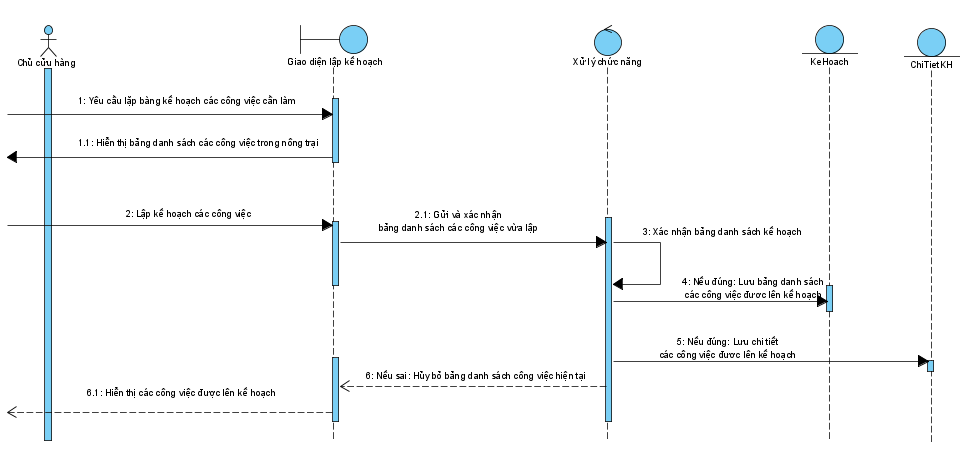 Chủ cửu hàng
Giao diện lập kế hoạch
Xử lý chức năng
KeHoach
ChiTietKH
1: Yêu cầu lập bảng kế hoạch các công việc cần làm
1.1: Hiển thị bảng danh sách các công việc trong nông trại
2: Lập kế hoạch các công việc
2.1: Gửi và xác nhận
bảng danh sách các công việc vừa lập
3: Xác nhận bảng danh sách kế hoạch
4: Nếu đúng: Lưu bảng danh sách
các công việc được lên kế hoạch
5: Nếu đúng: Lưu chi tiết
các công việc được lên kế hoạch
6: Nếu sai: Hủy bỏ bảng danh sách công việc hiện tại
6.1: Hiển thị các công việc được lên kế hoạch